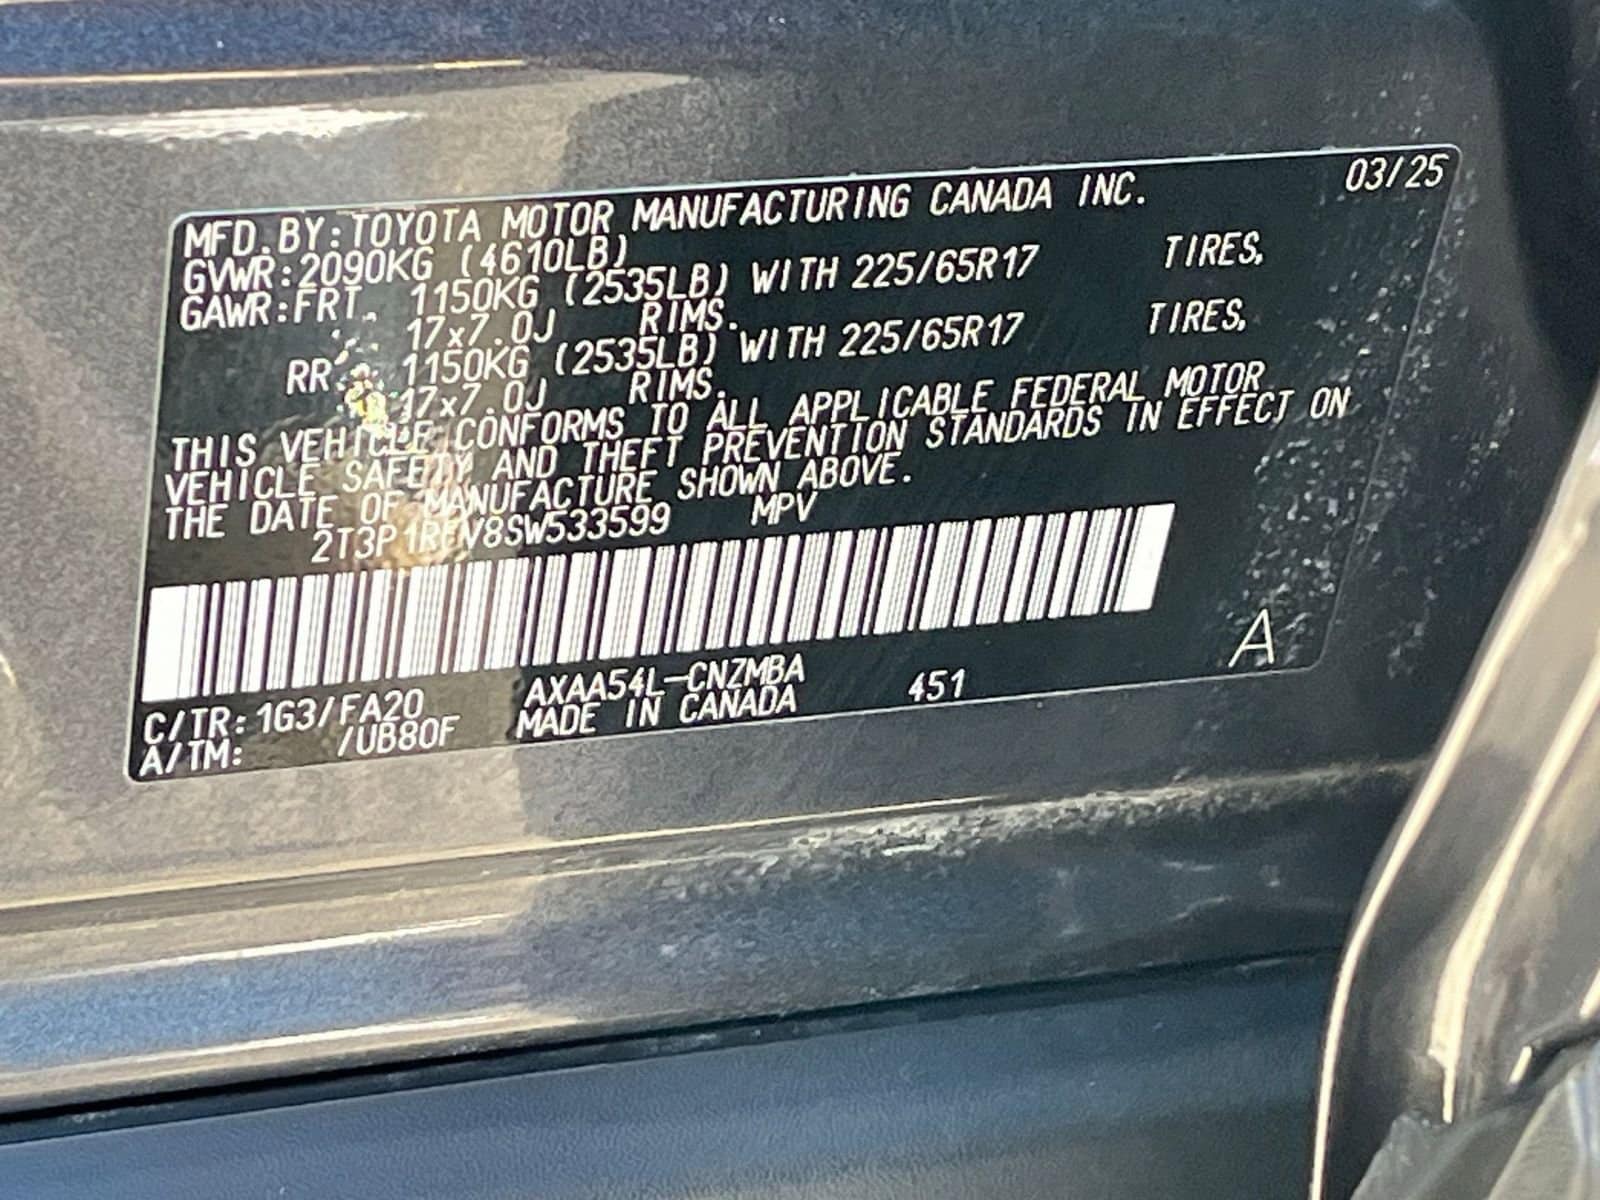 03/25
MFD.BY:TOYOTA MOTOR MANUFACTURING CANADA INC.
GVWR:2090KG (4610LB)
GAWR:FRT. 1150KG (2535LB) WITH 225/65R17 TIRES,
17x7.0J RIMS.
RR. 1150KG (2535LB) WITH 225/65R17 TIRES,
17x7.0J RIMS.
THIS VEHICLE CONFORMS TO ALL APPLICABLE FEDERAL MOTOR
VEHICLE SAFETY AND THEFT PREVENTION STANDARDS IN EFFECT ON
THE DATE OF MANUFACTURE SHOWN ABOVE.
2T3P1RFV8SW533599 MPV
A
C/TR:1G3/FA20 AXAA54L-CNZMBA 451
A/TM: /UB80F MADE IN CANADA